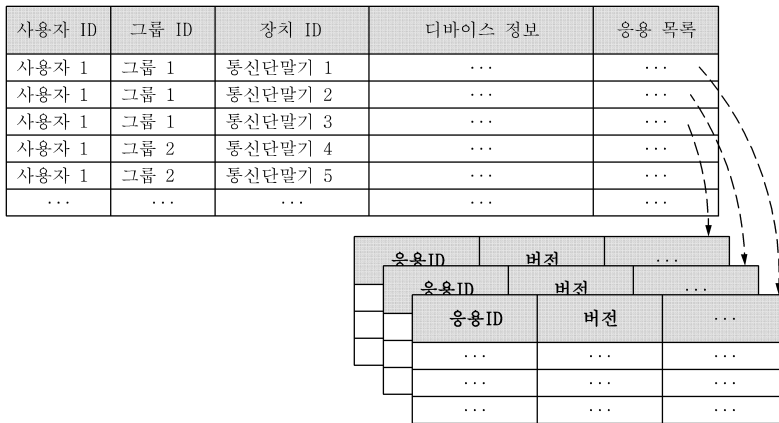 사용자 ID 그룹 ID 장치 ID 디바이스 정보 응용 목록
사용자 1 그룹 1 통신단말기 1 ... ...
사용자 1 그룹 1 통신단말기 2 ... ...
사용자 1 그룹 1 통신단말기 3 ... ...
사용자 1 그룹 2 통신단말기 4 ... ...
사용자 1 그룹 2 통신단말기 5 ... ...
... ... ... ... ...
응용ID 버전 ...
응용ID 버전 ...
응용ID 버전 ...
... ... ...
... ... ...
... ... ...